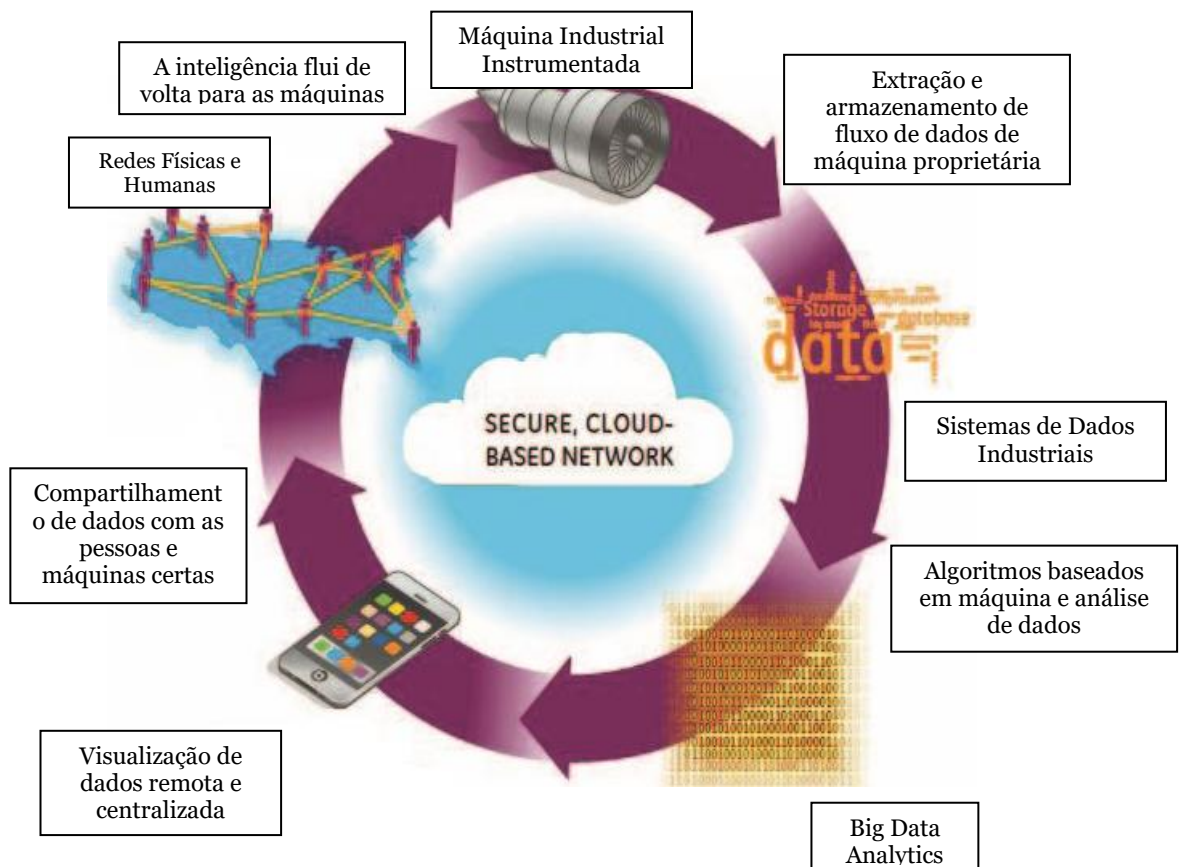 Máquina Industrial
Instrumentada
A inteligência flui de
volta para as máquinas
Extração e
armazenamento de
fluxo de dados de
máquina proprietária
Redes Físicas e
Humanas
Storage
database
data
SECURE, CLOUD-
BASED NETWORK
Sistemas de Dados
Industriais
Compartilhament
o de dados com as
pessoas e
máquinas certas
Algoritmos baseados
em máquina e análise
de dados
Visualização de
dados remota e
centralizada
Big Data
Analytics